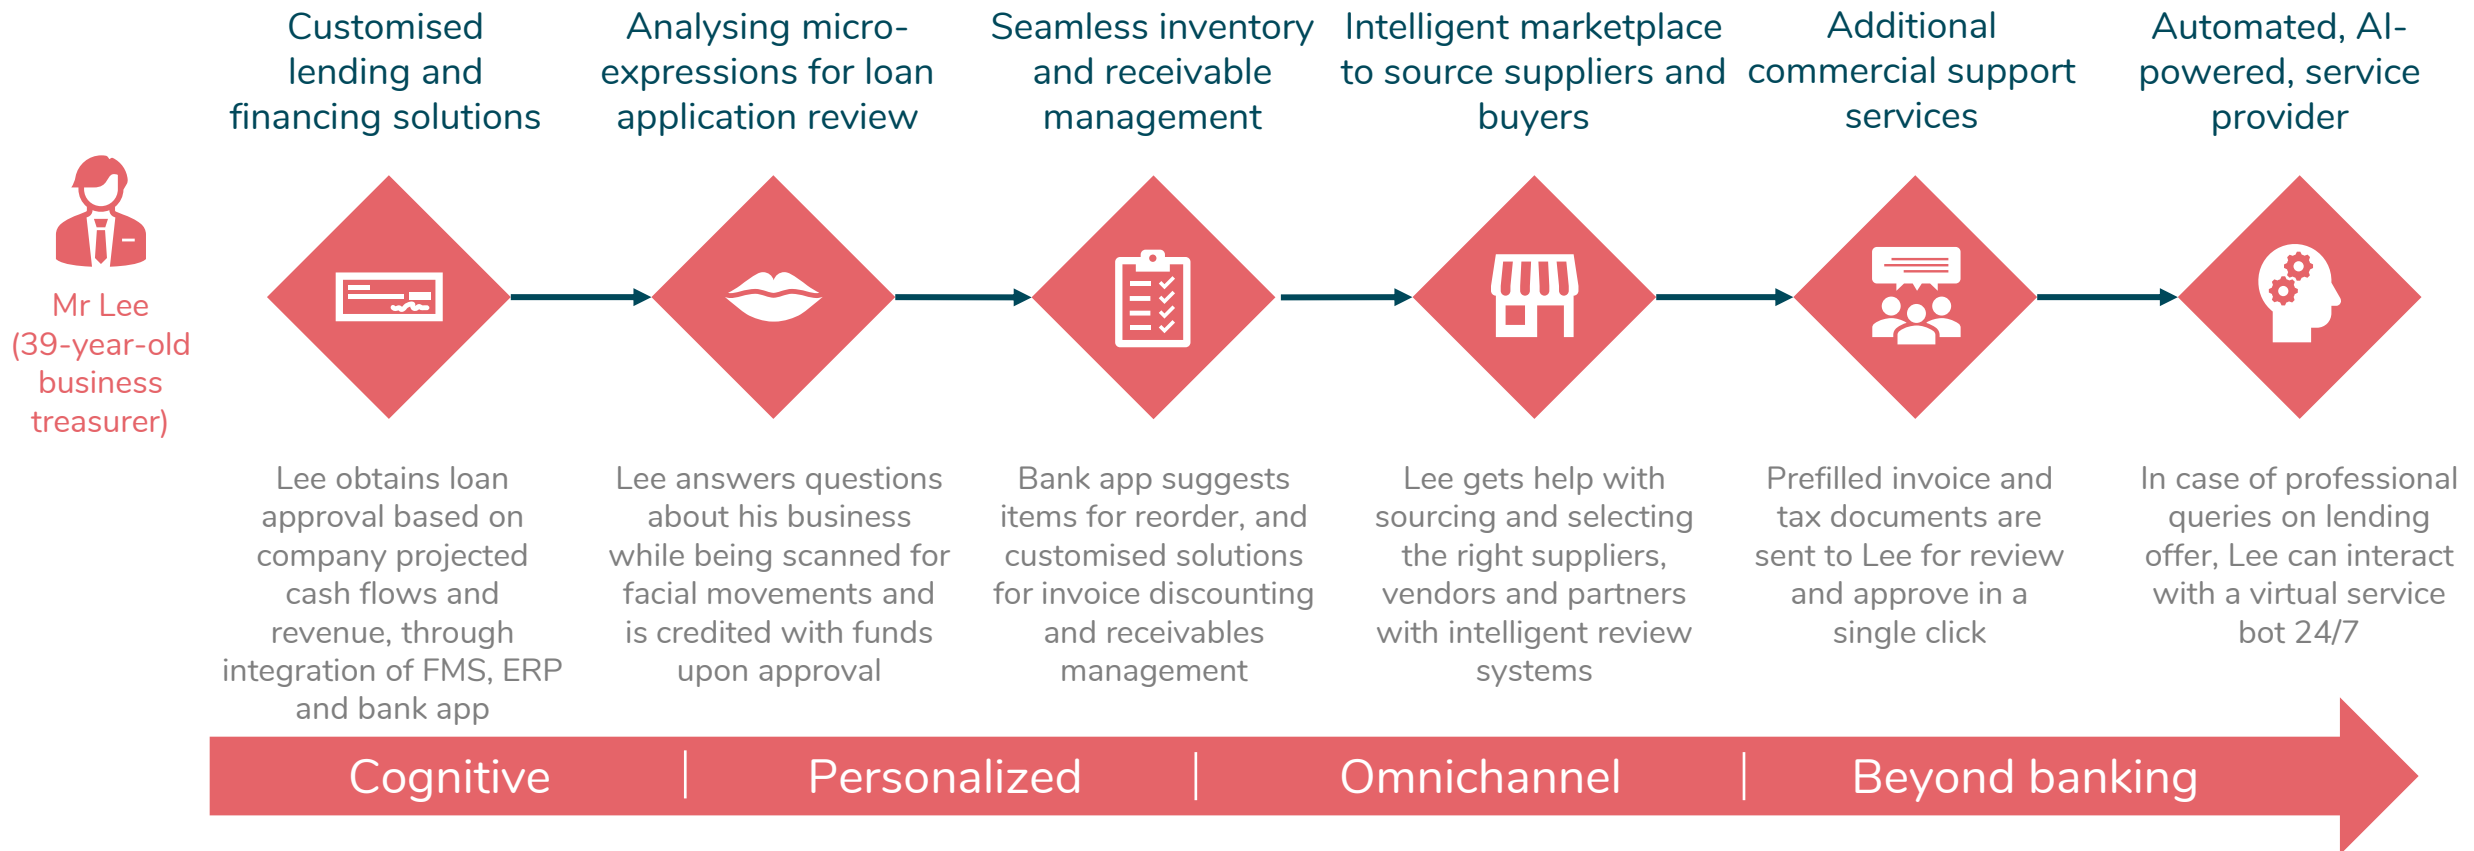 Customised
lending and
financing solutions
Analysing micro-
expressions for loan
application review
Seamless inventory
and receivable
management
Intelligent marketplace
to source suppliers and
buyers
Additional
commercial support
services
Automated, AI-
powered, service
provider
Mr Lee
(39-year-old
business
treasurer)
Lee obtains loan
approval based on
company projected
cash flows and
revenue, through
integration of FMS, ERP
and bank app
Lee answers questions
about his business
while being scanned for
facial movements and
is credited with funds
upon approval
Bank app suggests
items for reorder, and
customised solutions
for invoice discounting
and receivables
management
Lee gets help with
sourcing and selecting
the right suppliers,
vendors and partners
with intelligent review
systems
Prefilled invoice and
tax documents are
sent to Lee for review
and approve in a
single click
In case of professional
queries on lending
offer, Lee can interact
with a virtual service
bot 24/7
Cognitive
Personalized
Omnichannel
Beyond banking